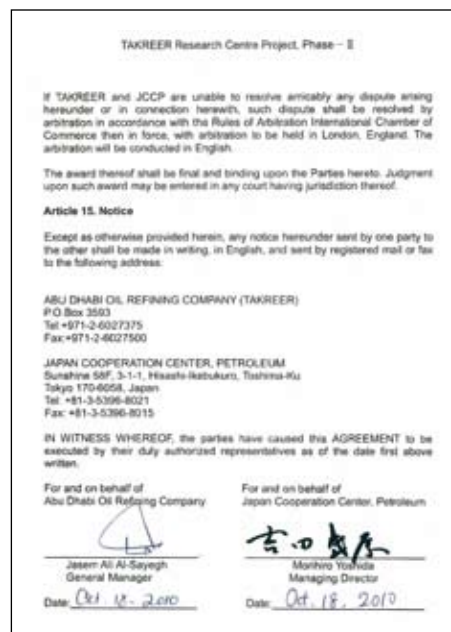 TAKREER Research Centre Project, Phase - Ⅱ
If TAKREER and JCCP are unable to resolve amicably any dispute arising
hereunder or in connection herewith, such dispute shall be resolved by
arbitration in accordance with the Rules of Arbitration International Chamber of
Commerce then in force, with arbitration to be held in London, England. The
arbitration will be conducted in English.
The award thereof shall be final and binding upon the Parties hereto. Judgment
upon such award may be entered in any court having jurisdiction thereof.
Article 15. Notice
Except as otherwise provided herein, any notice hereunder sent by one party to
the other shall be made in writing, in English, and sent by registered mail or fax
to the following address:
ABU DHABI OIL REFINING COMPANY (TAKREER)
P.O.Box 3593
Tel:+971-2-6027375
Fax:+971-2-6027500
JAPAN COOPERATION CENTER, PETROLEUM
Sunshine 58F, 3-1-1, Higashi-Ikebukuro, Toshima-Ku
Tokyo 170-6058, Japan
Tel: +81-3-5396-8021
Fax: +81-3-5396-8015
IN WITNESS WHEREOF, the parties have caused this AGREEMENT to be
executed by their duly authorized representatives as of the date first above
written.
For and on behalf of
Abu Dhabi Oil Refining Company
Jasem Ali Al-Sayegh
General Manager
Date: Oct. 18. 2010
For and on behalf of
Japan Cooperation Center, Petroleum
吉田盛厚
Morihiro Yoshida
Managing Director
Date: Oct. 18, 2010